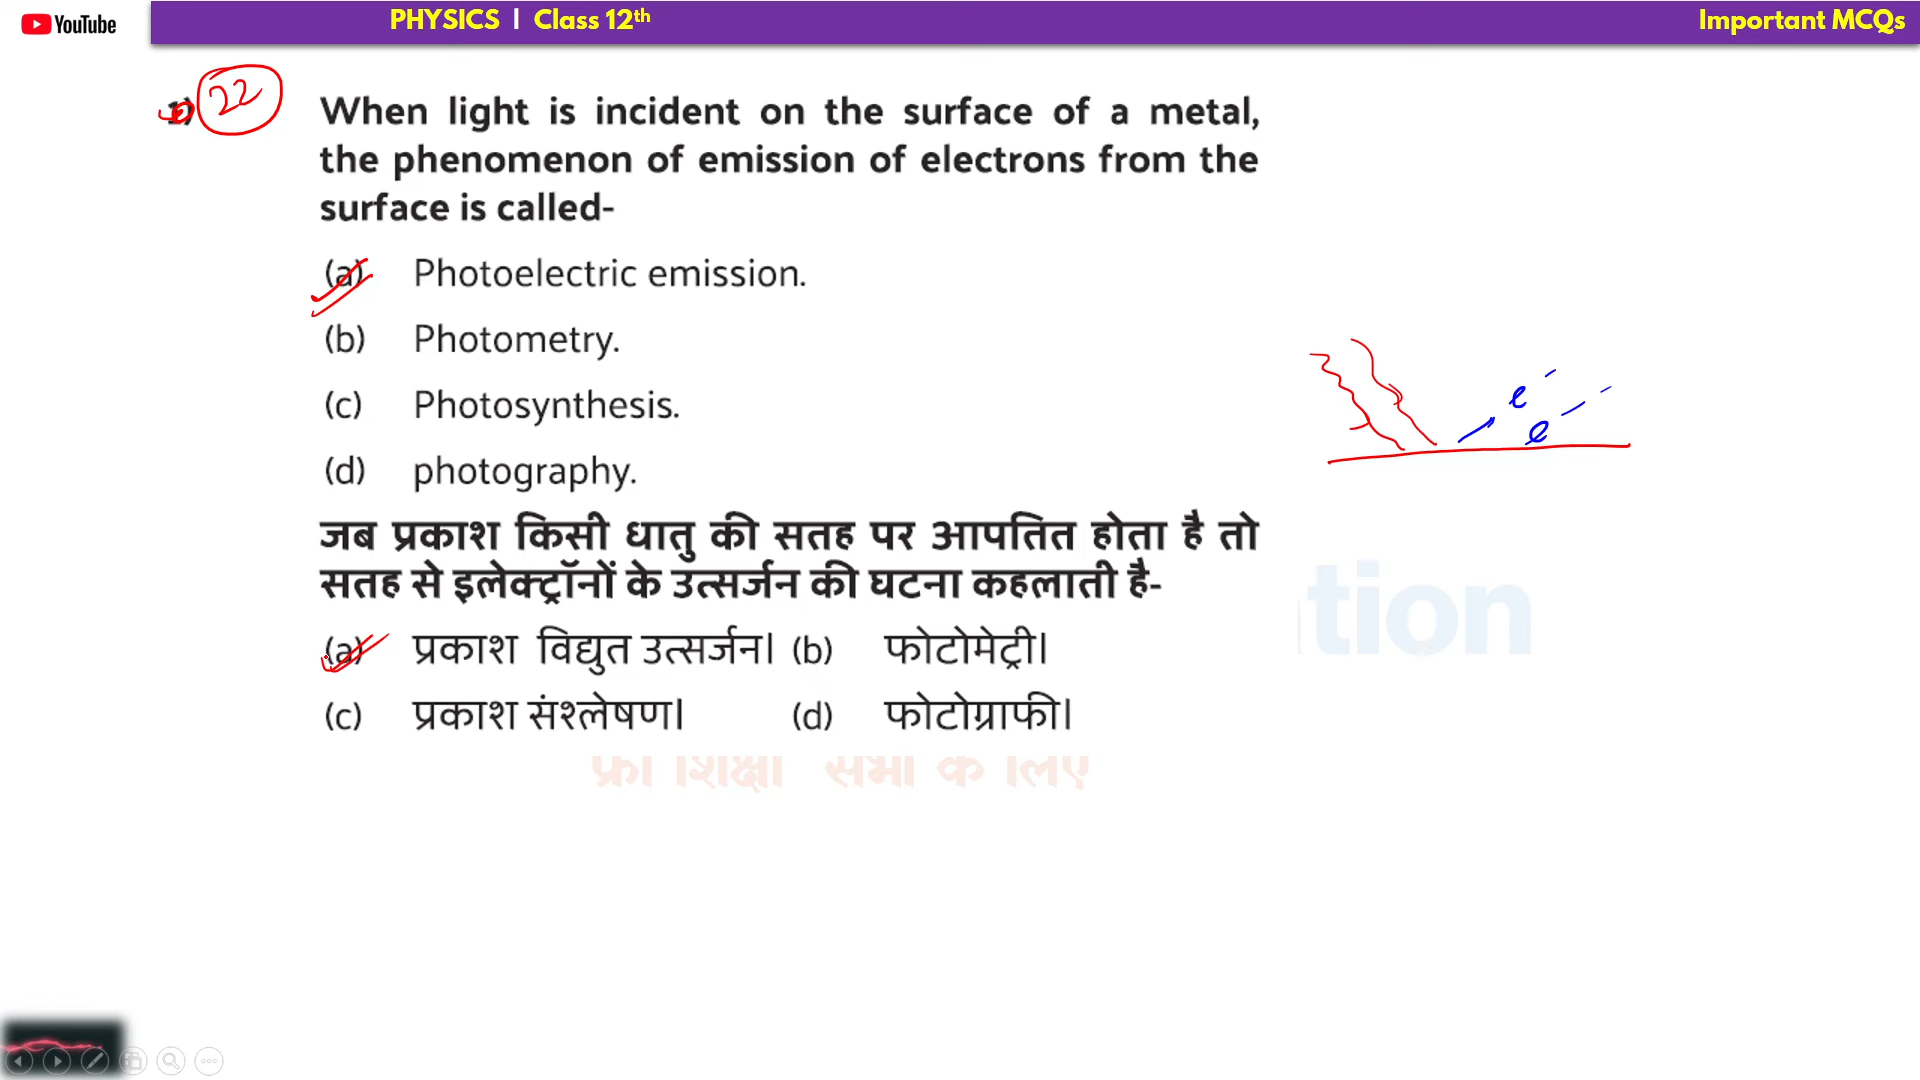 YouTube
PHYSICS | Class 12th
Important MCQs
22
When light is incident on the surface of a metal,
the phenomenon of emission of electrons from the
surface is called-
(a) Photoelectric emission.
(b) Photometry.
(c) Photosynthesis.
(d) photography.
e -
e -
जब प्रकाश किसी धातु की सतह पर आपतित होता है तो
सतह से इलेक्ट्रॉनों के उत्सर्जन की घटना कहलाती है-
(a) प्रकाश विद्युत उत्सर्जन। (b) फोटोमेट्री।
(c) प्रकाश संश्लेषण। (d) फोटोग्राफी।
फ्री शिक्षा सभी के लिए